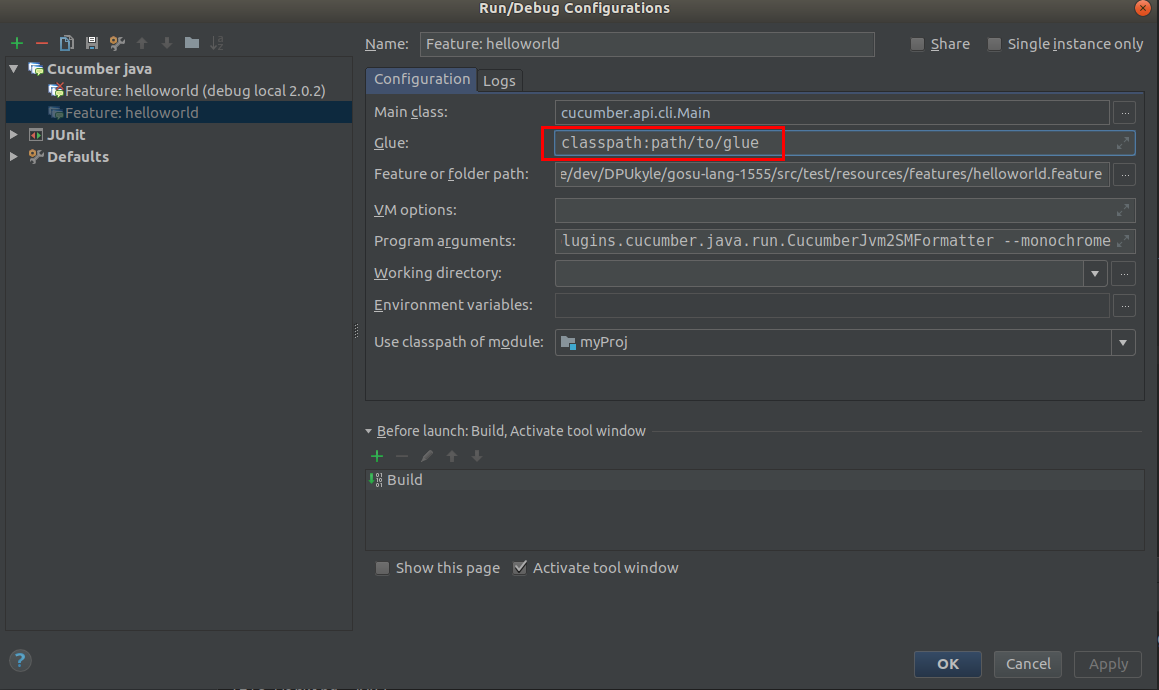 Run/Debug Configurations
Name: Feature: helloworld
Share
Single instance only
Cucumber java
Feature: helloworld (debug local 2.0.2)
Feature: helloworld
JUnit
Defaults
Configuration
Logs
Main class: cucumber.api.cli.Main ...
Glue: classpath:path/to/glue
Feature or folder path: e/dev/DPUkyle/gosu-lang-1555/src/test/resources/features/helloworld.feature ...
VM options:
Program arguments: lugins.cucumber.java.run.CucumberJvm2SMFormatter --monochrome
Working directory: ...
Environment variables: ...
Use classpath of module: myProj
Before launch: Build, Activate tool window
Build
Show this page
Activate tool window
?
OK
Cancel
Apply